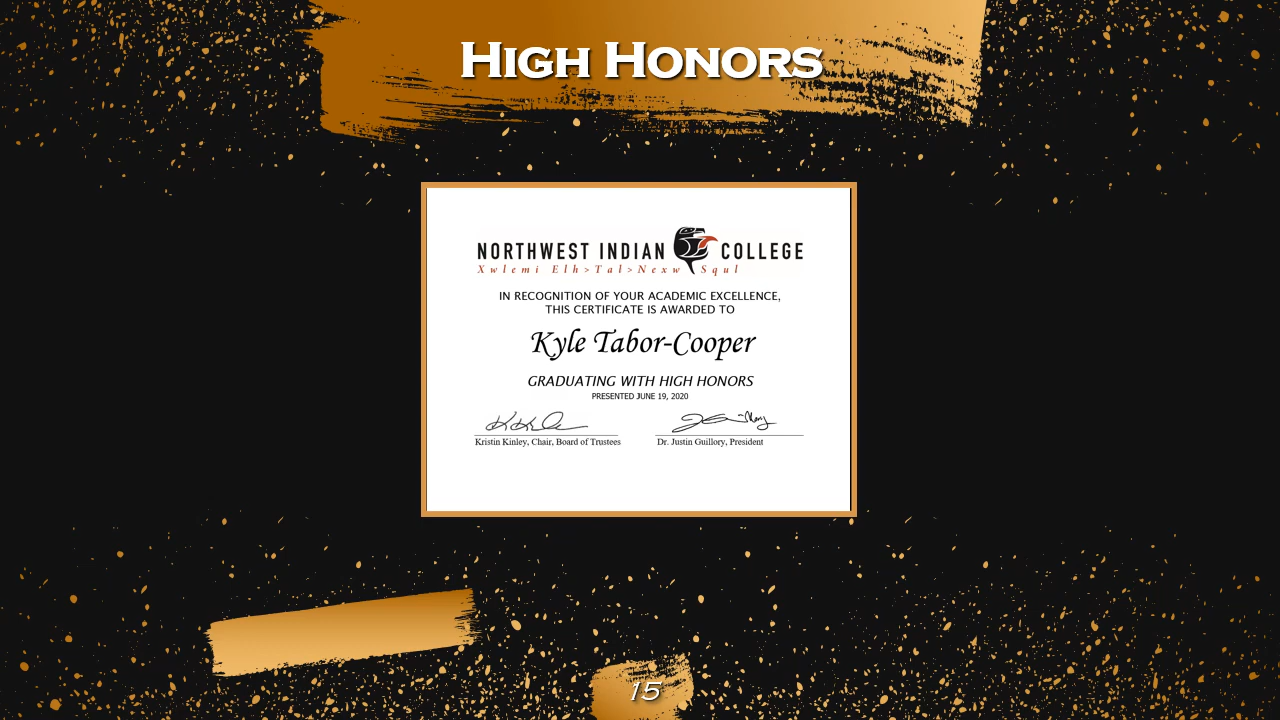 High Honors
NORTHWEST INDIAN COLLEGE
Xwlemi Elh>Tal>Nexw Squl
IN RECOGNITION OF YOUR ACADEMIC EXCELLENCE,
THIS CERTIFICATE IS AWARDED TO
Kyle Tabor-Cooper
GRADUATING WITH HIGH HONORS
PRESENTED JUNE 19, 2020
Kristin Kinley, Chair, Board of Trustees
Dr. Justin Guillory, President
15